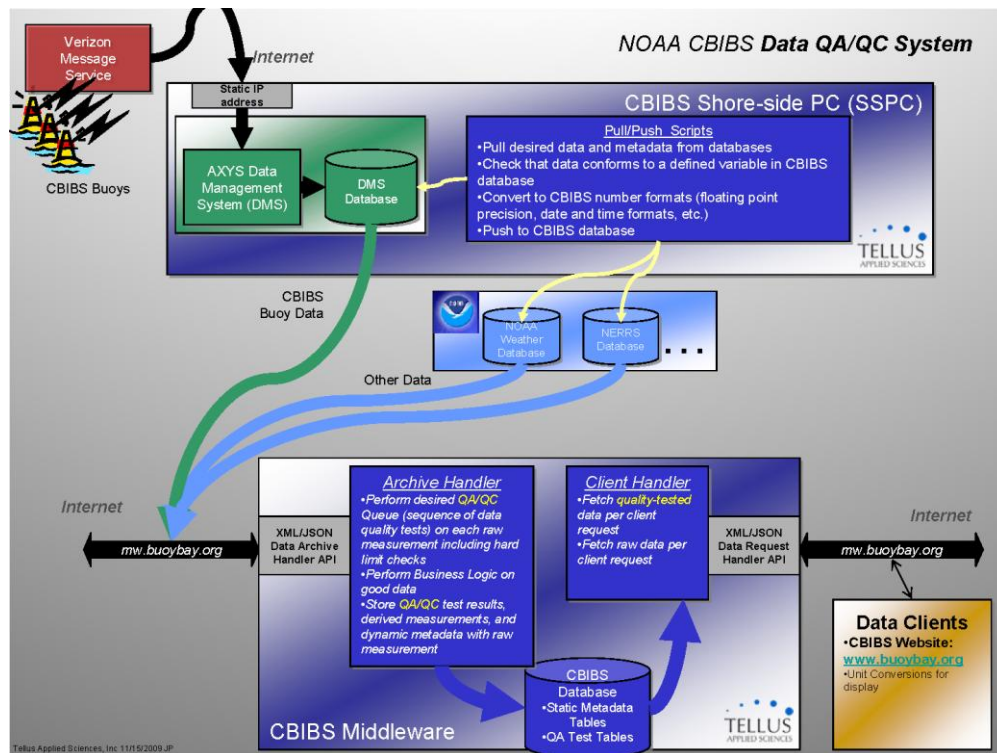 NOAA CBIBS Data QA/QC System
Verizon
Message
Service
Internet
CBIBS Buoys
Static IP
address
CBIBS Shore-side PC (SSPC)
AXYS Data
Management
System (DMS)
DMS
Database
Pull/Push Scripts
•Pull desired data and metadata from databases
•Check that data conforms to a defined variable in CBIBS
database
•Convert to CBIBS number formats (floating point
precision, date and time formats, etc.)
•Push to CBIBS database
TELLUS
APPLIED SCIENCES
CBIBS
Buoy Data
NOAA
Weather
Database
NERRS
Database
...
Other Data
Internet
mw.buoybay.org
XML/JSON
Data Archive
Handler API
Archive Handler
•Perform desired QA/QC
Queue (sequence of data
quality tests) on each raw
measurement including hard
limit checks
•Perform Business Logic on
good data
•Store QA/QC test results,
derived measurements, and
dynamic metadata with raw
measurement
Client Handler
•Fetch quality-tested
data per client
request
•Fetch raw data per
client request
XML/JSON
Data Request
Handler API
Internet
mw.buoybay.org
Data Clients
•CBIBS Website:
www.buoybay.org
•Unit Conversions for
display
CBIBS
Database
•Static Metadata
Tables
•QA Test Tables
CBIBS Middleware
TELLUS
APPLIED SCIENCES
Tellus Applied Sciences, Inc 11/15/2009 JP